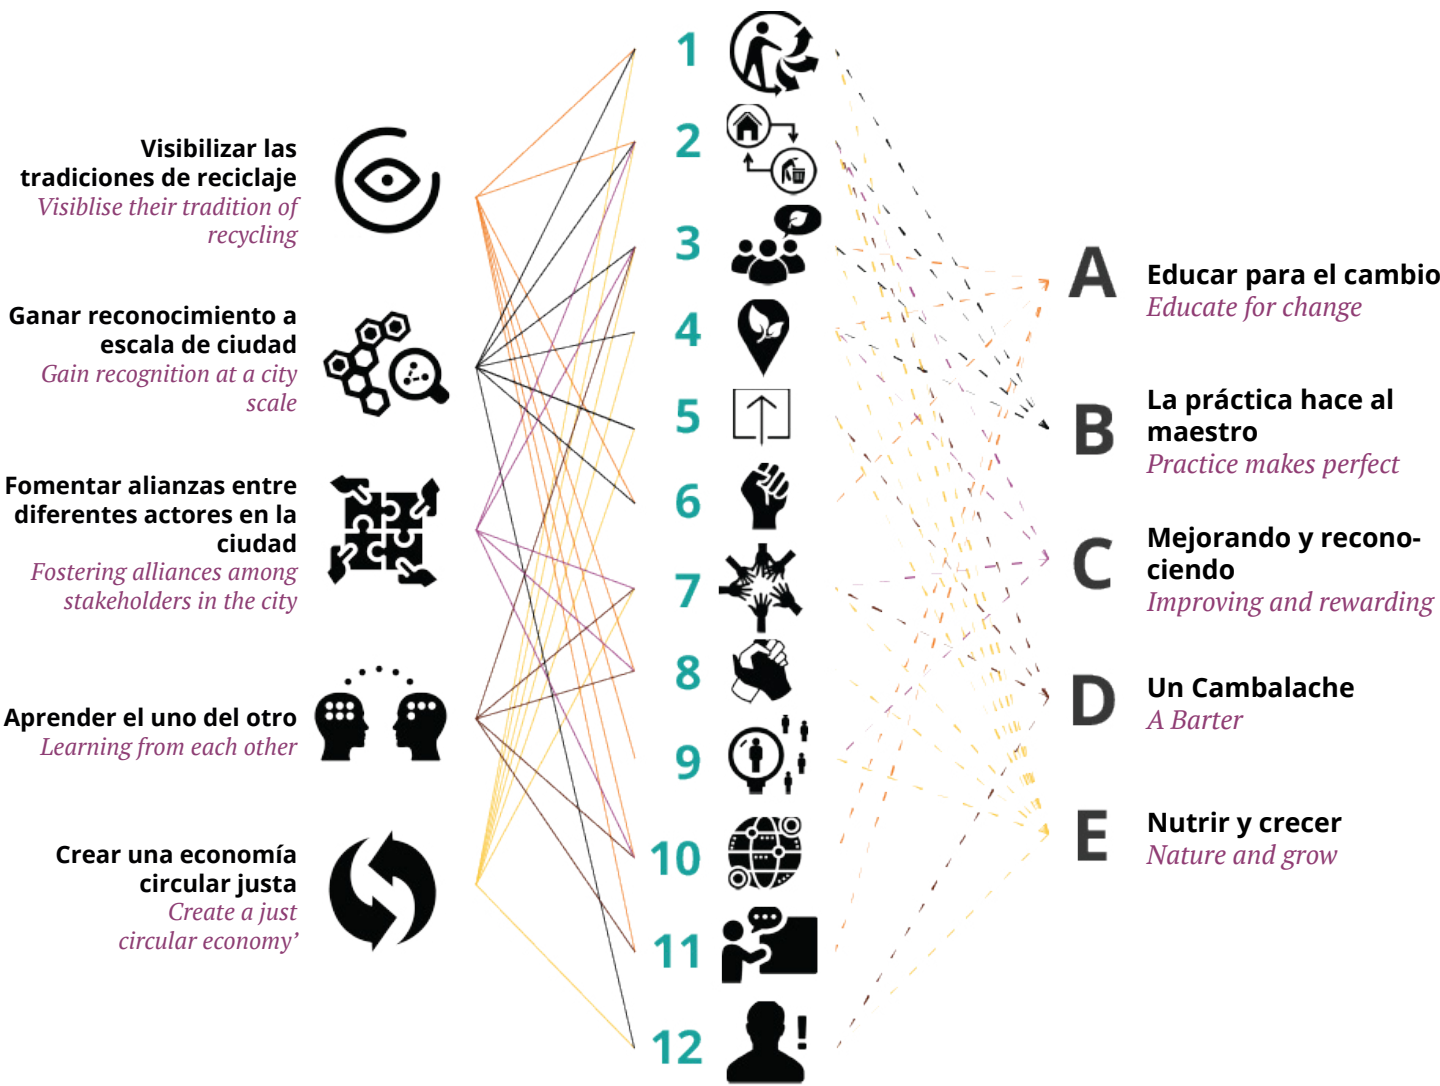 Visibilizar las
tradiciones de reciclaje
Visiblise their tradition of
recycling
Ganar reconocimiento a
escala de ciudad
Gain recognition at a city
scale
Fomentar alianzas entre
diferentes actores en la
ciudad
Fostering alliances among
stakeholders in the city
Aprender el uno del otro
Learning from each other
Crear una economía
circular justa
Create a just
circular economy’
1
2
3
4
5
6
7
8
9
10
11
12
A
Educar para el cambio
Educate for change
B
La práctica hace al
maestro
Practice makes perfect
C
Mejorando y recono-
ciendo
Improving and rewarding
D
Un Cambalache
A Barter
E
Nutrir y crecer
Nature and grow